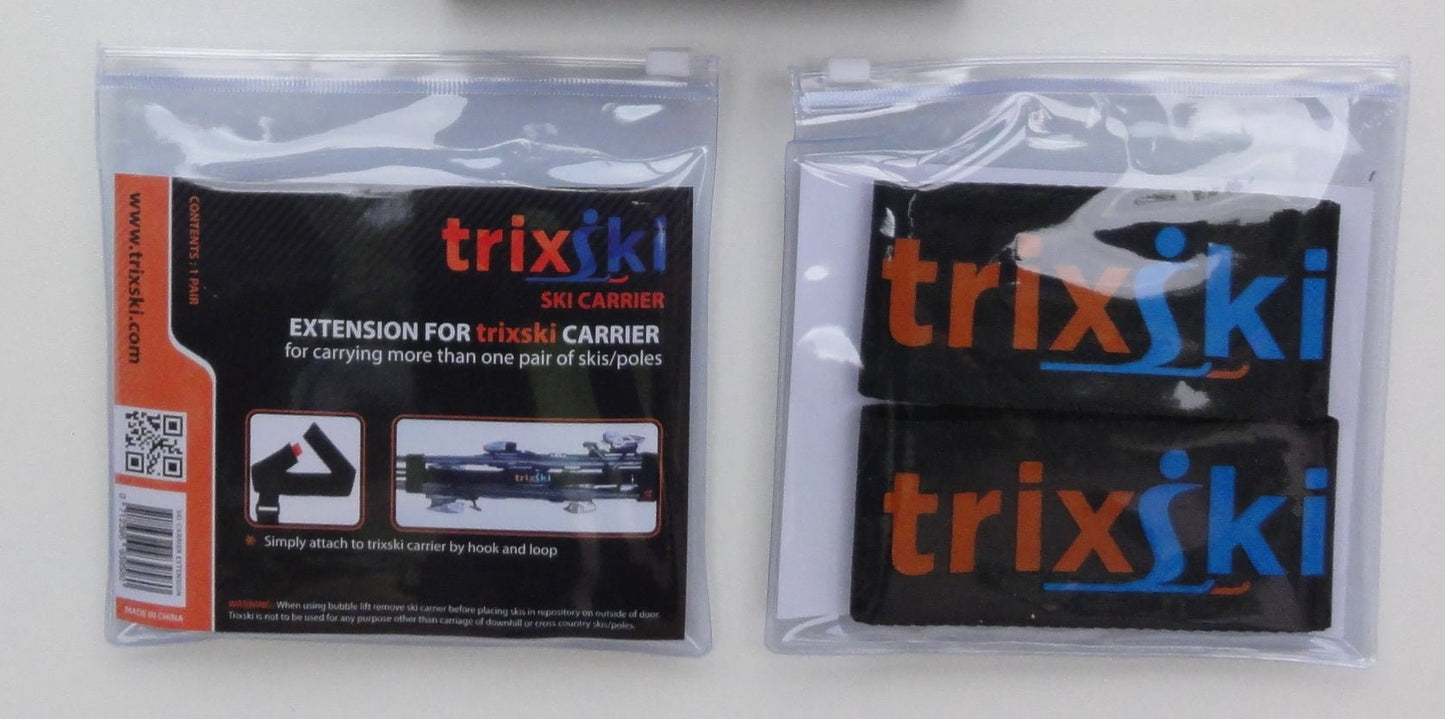 www.trixski.com
CONTENTS : 1 PAIR
trixski
SKI CARRIER
EXTENSION FOR trixski CARRIER
for carrying more than one pair of skis/poles
trixski
Simply attach to trixski carrier by hook and loop
SKI CARRIER EXTENSION
MADE IN CHINA
WARNING: When using bubble lift remove ski carrier before placing skis in repository on outside of door.
Trixski is not to be used for any purpose other than carriage of downhill or cross country skis/poles.
trixski
trixski